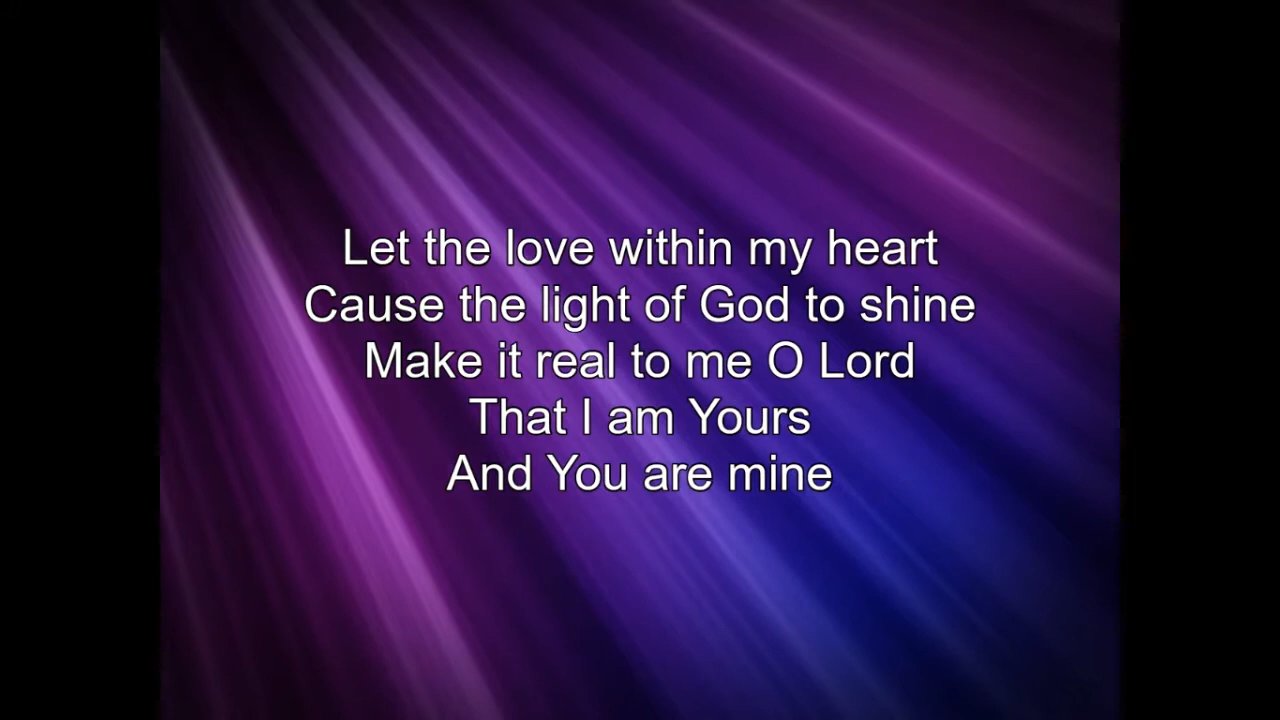 Let the love within my heart
Cause the light of God to shine
Make it real to me O Lord
That I am Yours
And You are mine